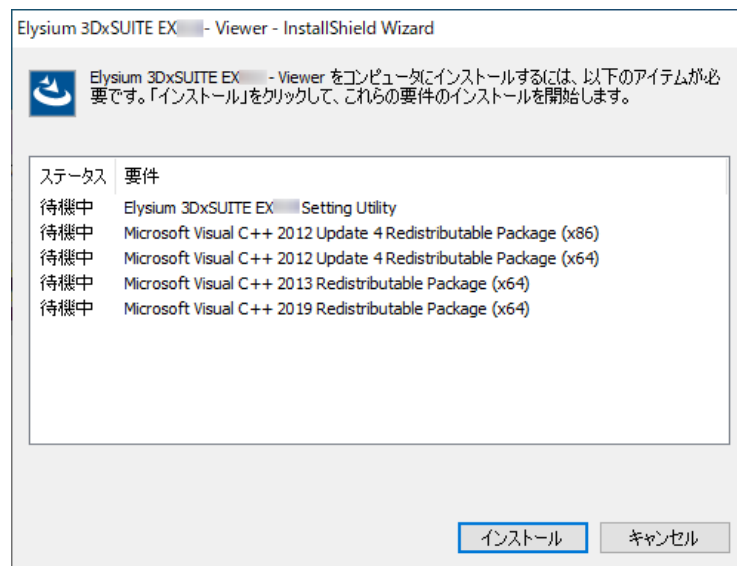 Elysium 3DxSUITE EX - Viewer - InstallShield Wizard
Elysium 3DxSUITE EX - Viewer をコンピュータにインストールするには、以下のアイテムが必
要です。「インストール」をクリックして、これらの要件のインストールを開始します。
ステータス 要件
待機中 Elysium 3DxSUITE EX Setting Utility
待機中 Microsoft Visual C++ 2012 Update 4 Redistributable Package (x86)
待機中 Microsoft Visual C++ 2012 Update 4 Redistributable Package (x64)
待機中 Microsoft Visual C++ 2013 Redistributable Package (x64)
待機中 Microsoft Visual C++ 2019 Redistributable Package (x64)
インストール キャンセル